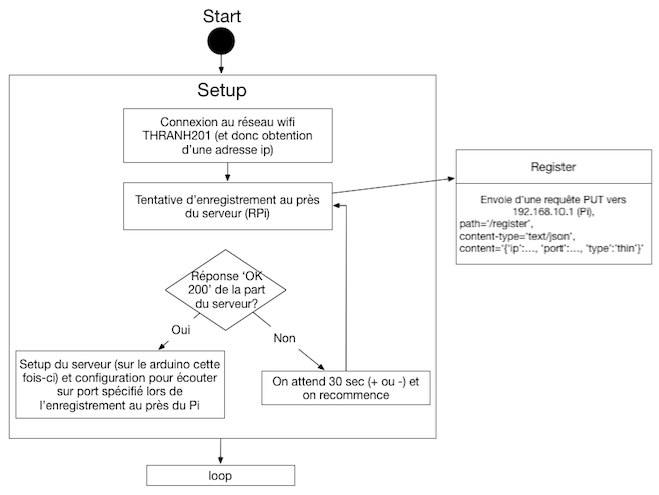 Start
Setup
Connexion au réseau wifi
THRANH201 (et donc obtention
d'une adresse ip)
Tentative d'enregistrement au près
du serveur (RPi)
Register
Envoie d'une requête PUT vers
192.168.10.1 (Pi),
path='/register',
content-type='text/json',
content='{'ip':..., 'port':..., 'type':'thin'}'
Réponse 'OK
200' de la part
du serveur?
Oui
Non
Setup du serveur (sur le arduino cette
fois-ci) et configuration pour écouter
sur port spécifié lors de
l'enregistrement au près du Pi
On attend 30 sec (+ ou -) et
on recommence
loop